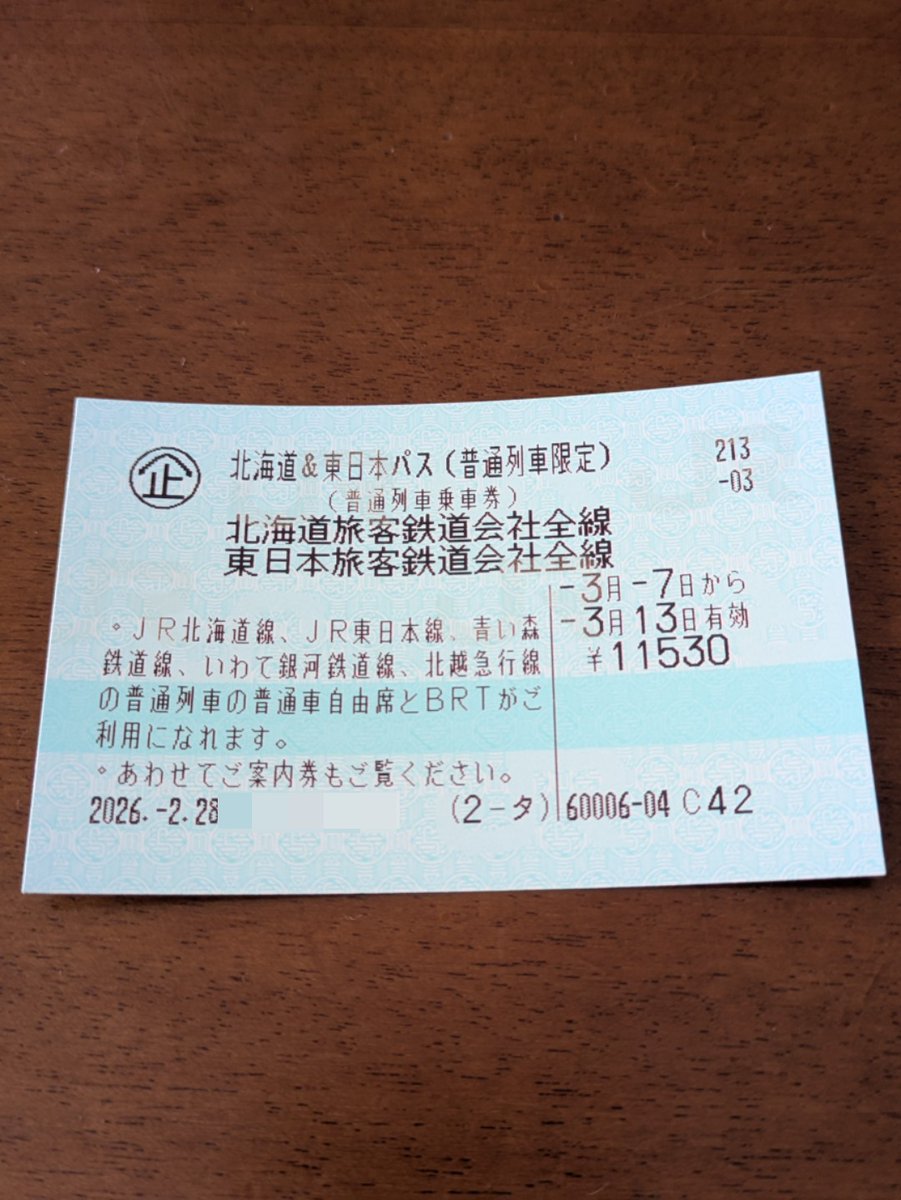 企 北海道&東日本パス(普通列車限定) 213
(普通列車乗車券) -03
北海道旅客鉄道会社全線
東日本旅客鉄道会社全線
-3月-7日から
-3月13日有効
¥11530
°JR北海道線、JR東日本線、青い森
鉄道線、いわて銀河鉄道線、北越急行線
の普通列車の普通車自由席とBRTがご
利用になれます。
°あわせてご案内券もご覧ください。
2026.-2.28 (2-タ) 60006-04 C42